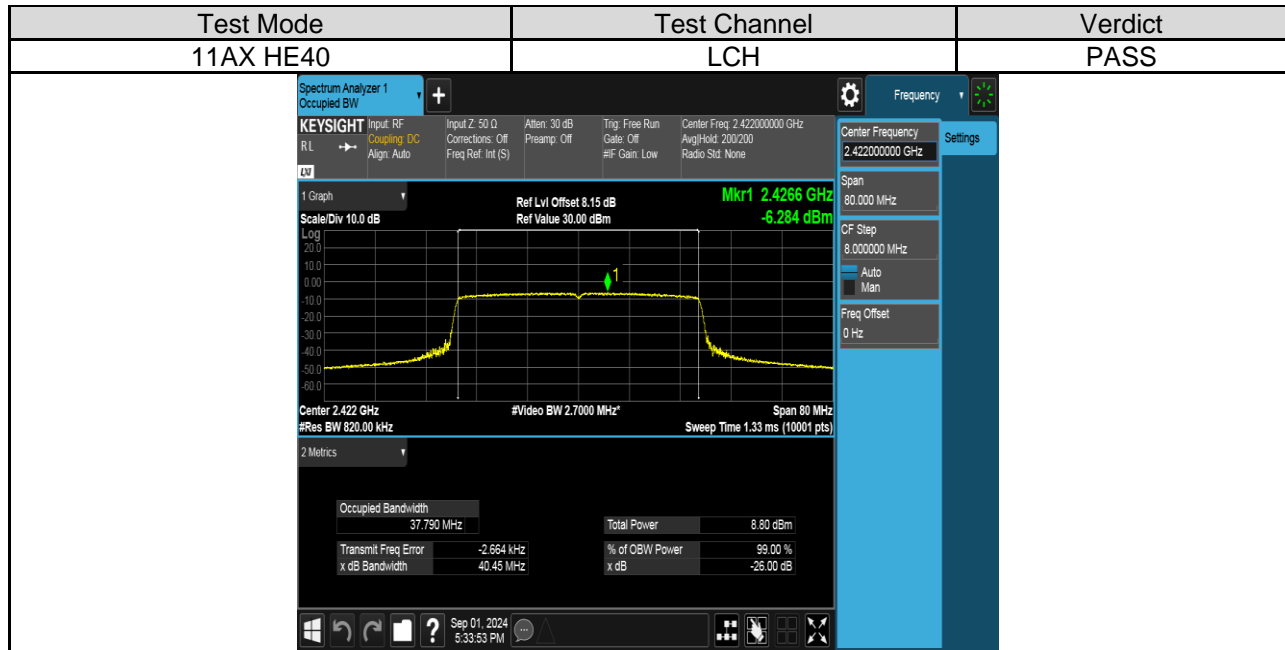 Test Mode Test Channel Verdict
11AX HE40 LCH PASS
Spectrum Analyzer 1
Occupied BW
+
Frequency
KEYSIGHT Input: RF Input Z: 50 Ω Atten: 30 dB Trig: Free Run Center Freq: 2.422000000 GHz
Coupling: DC Corrections: Off Preamp: Off Gate: Off Avg|Hold: 200/200
RL Align: Auto Freq Ref: Int (S) #IF Gain: Low Radio Std: None
LXI
Center Frequency
2.422000000 GHz
Settings
Span
80.000 MHz
CF Step
8.000000 MHz
Auto
Man
Freq Offset
0 Hz
1 Graph
Ref Lvl Offset 8.15 dB Mkr1 2.4266 GHz
Scale/Div 10.0 dB Ref Value 30.00 dBm -6.284 dBm
Log
20.0
10.0
0.00
-10.0
-20.0
-30.0
-40.0
-50.0
-60.0
1
Center 2.422 GHz #Video BW 2.7000 MHz* Span 80 MHz
#Res BW 820.00 kHz Sweep Time 1.33 ms (10001 pts)
2 Metrics
Occupied Bandwidth
37.790 MHz Total Power 8.80 dBm
Transmit Freq Error -2.664 kHz % of OBW Power 99.00 %
x dB Bandwidth 40.45 MHz x dB -26.00 dB
? Sep 01, 2024
5:33:53 PM